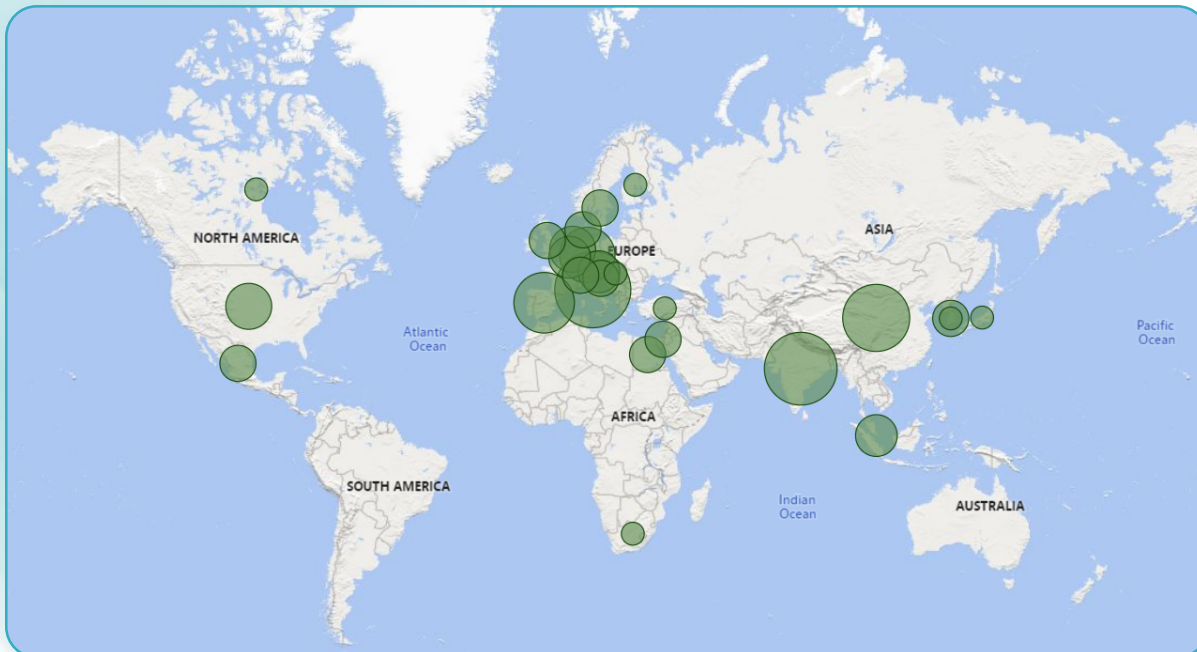 NORTH AMERICA
EUROPE
ASIA
Atlantic
Ocean
Pacific
Ocean
AFRICA
SOUTH AMERICA
Indian
Ocean
AUSTRALIA